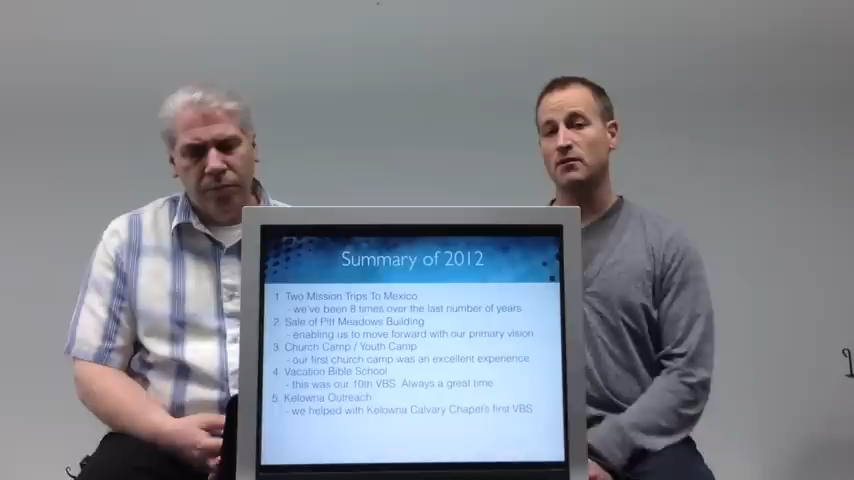 Summary of 2012
1 Two Mission Trips To Mexico
- we've been 8 times over the last number of years
2. Sale of Pitt Meadows Building
- enabling us to move forward with our primary vision
3. Church Camp / Youth Camp
- our first church camp was an excellent experience
4 Vacation Bible School
- this was our 10th VBS. Always a great time
5. Kelowna Outreach
- we helped with Kelowna Calvary Chapel's first VBS